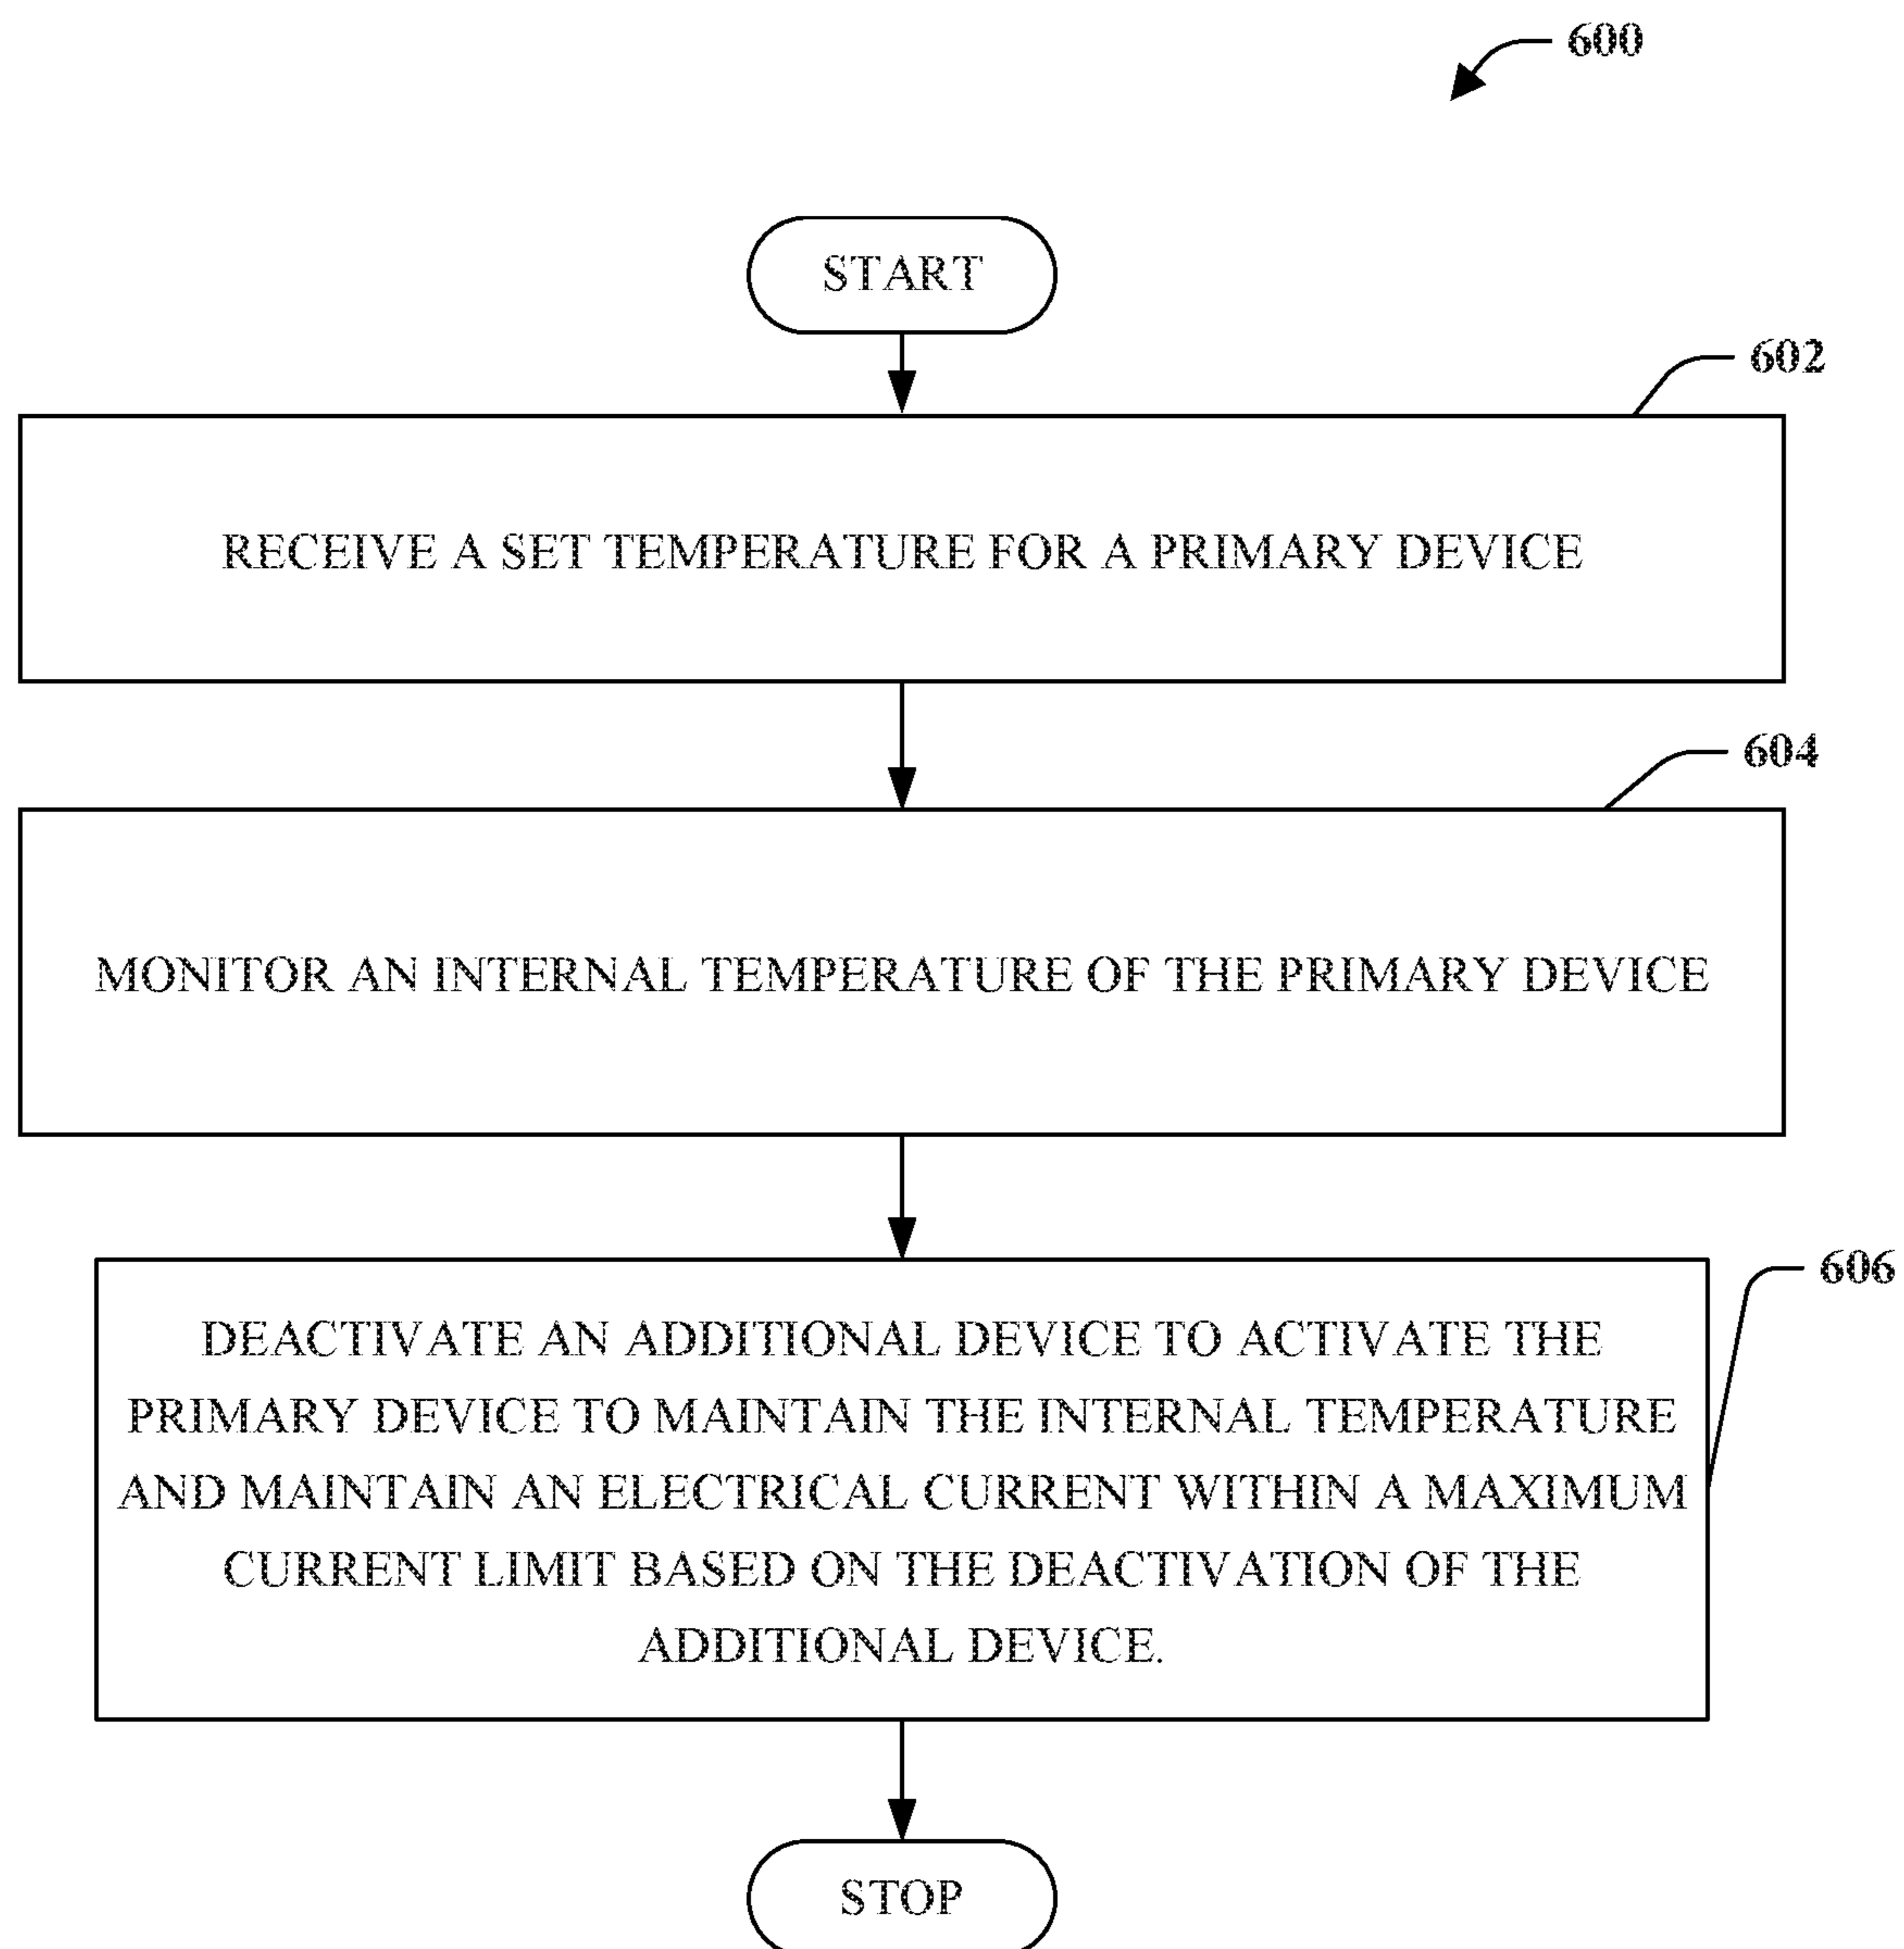 600
START
602
RECEIVE A SET TEMPERATURE FOR A PRIMARY DEVICE
604
MONITOR AN INTERNAL TEMPERATURE OF THE PRIMARY DEVICE
606
DEACTIVATE AN ADDITIONAL DEVICE TO ACTIVATE THE
PRIMARY DEVICE TO MAINTAIN THE INTERNAL TEMPERATURE
AND MAINTAIN AN ELECTRICAL CURRENT WITHIN A MAXIMUM
CURRENT LIMIT BASED ON THE DEACTIVATION OF THE
ADDITIONAL DEVICE.
STOP